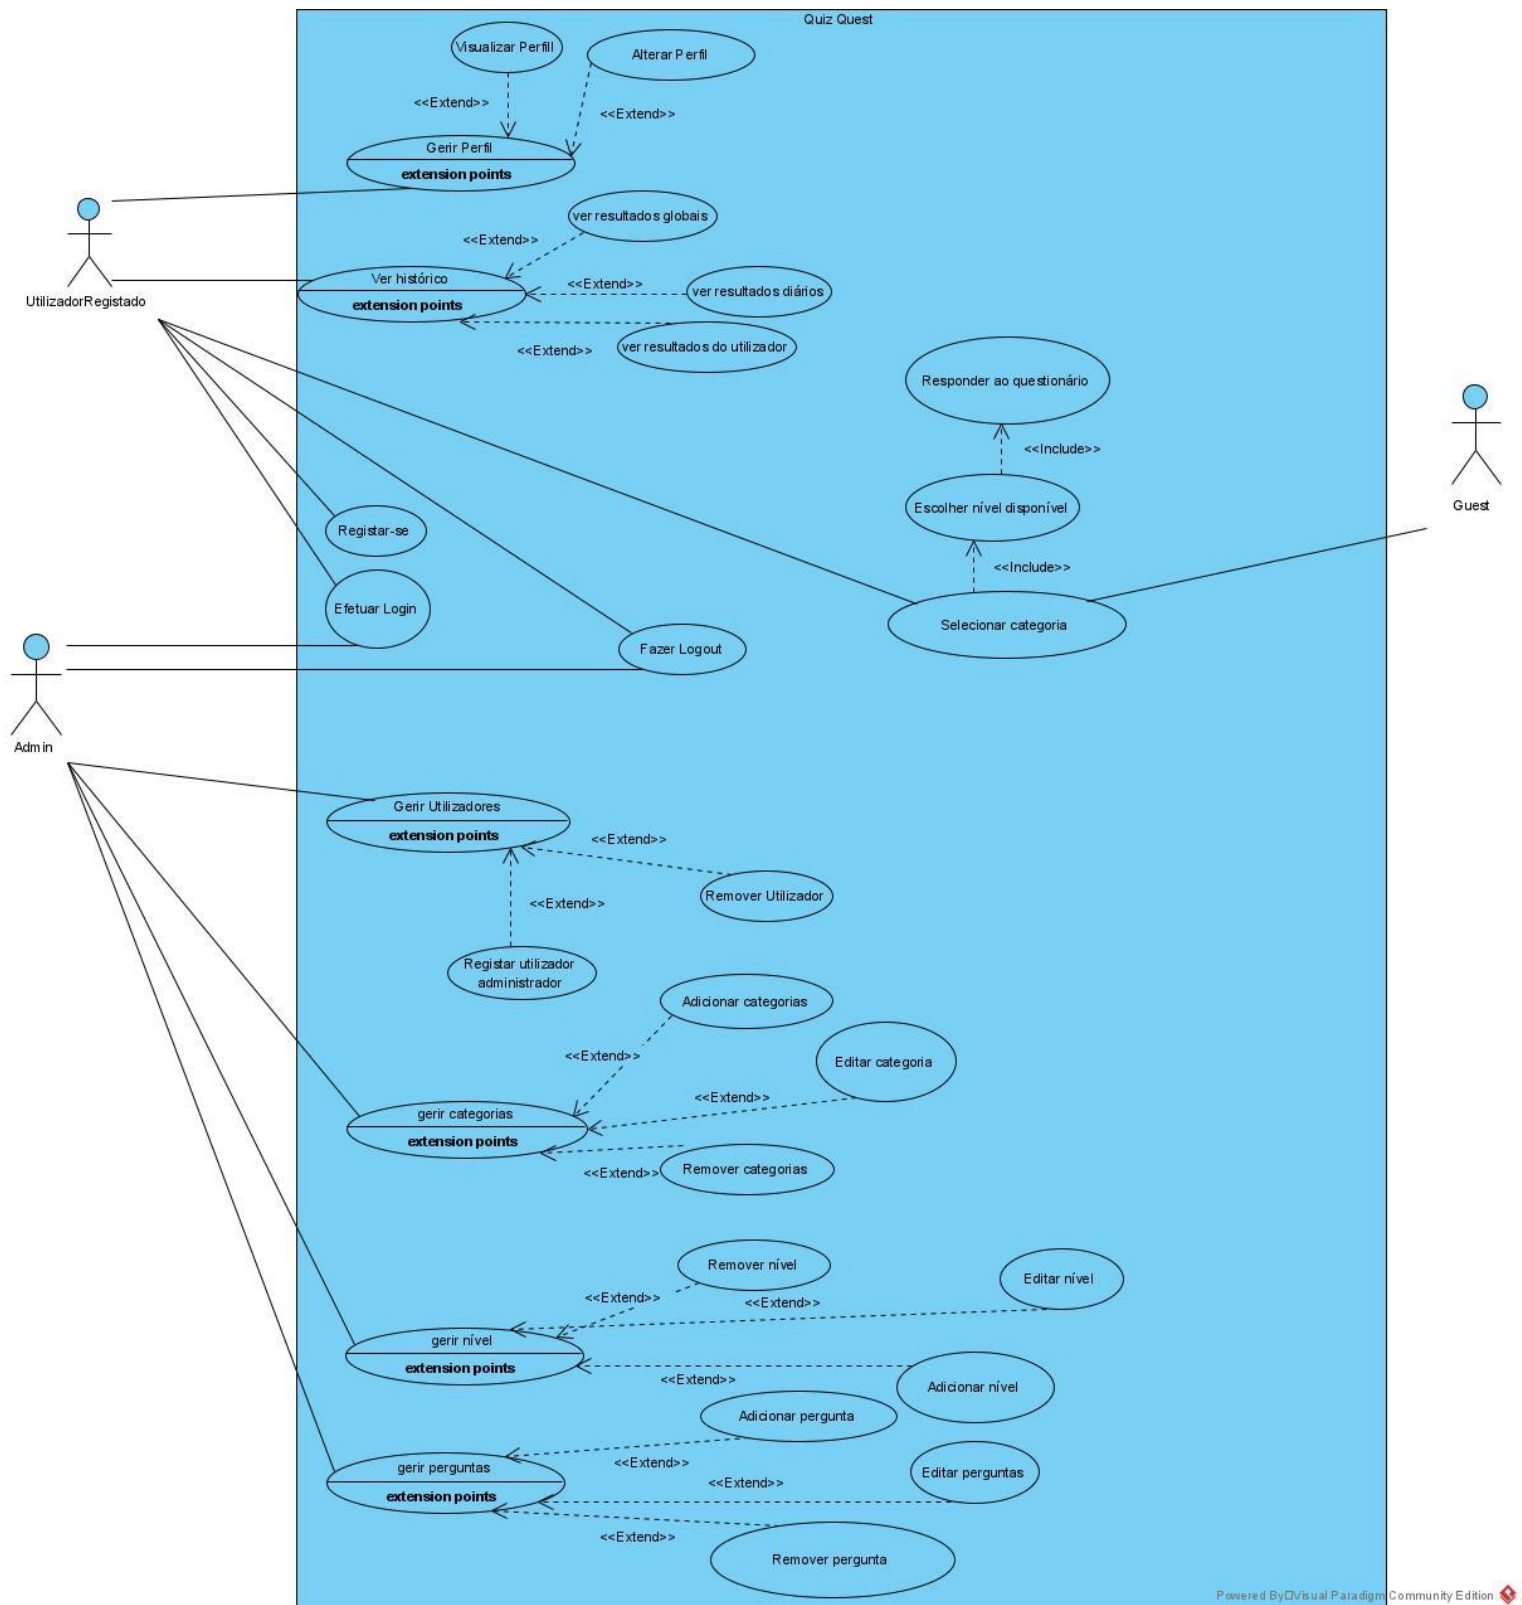 Quiz Quest
Visualizar Perfill
Alterar Perfil
<<Extend>>
<<Extend>>
Gerir Perfil
extension points
ver resultados globais
<<Extend>>
Ver histórico
extension points
<<Extend>>
ver resultados diários
<<Extend>>
ver resultados do utilizador
UtilizadorRegistado
Responder ao questionário
<<Include>>
Escolher nível disponível
Guest
<<Include>>
Selecionar categoria
Registar-se
Efetuar Login
Fazer Logout
Admin
Gerir Utilizadores
extension points
<<Extend>>
Remover Utilizador
<<Extend>>
Registar utilizador
administrador
Adicionar categorias
<<Extend>>
Editar categoria
<<Extend>>
gerir categorias
extension points
<<Extend>>
Remover categorias
Remover nível
Editar nível
<<Extend>>
<<Extend>>
gerir nível
extension points
<<Extend>>
Adicionar nível
Adicionar pergunta
<<Extend>>
gerir perguntas
extension points
Editar perguntas
<<Extend>>
<<Extend>>
Remover pergunta
Powered By Visual Paradigm Community Edition